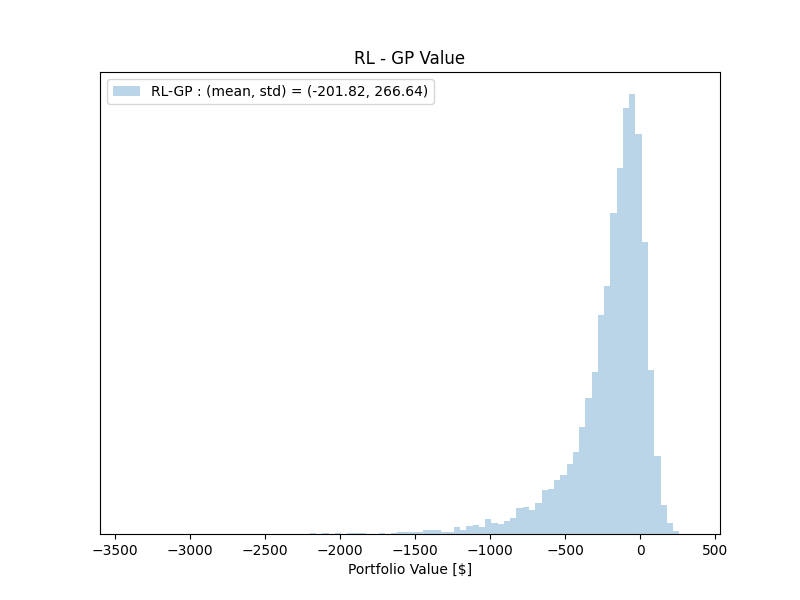 RL - GP Value
RL-GP : (mean, std) = (-201.82, 266.64)
−3500 −3000 −2500 −2000 −1500 −1000 −500 0 500
Portfolio Value [$]